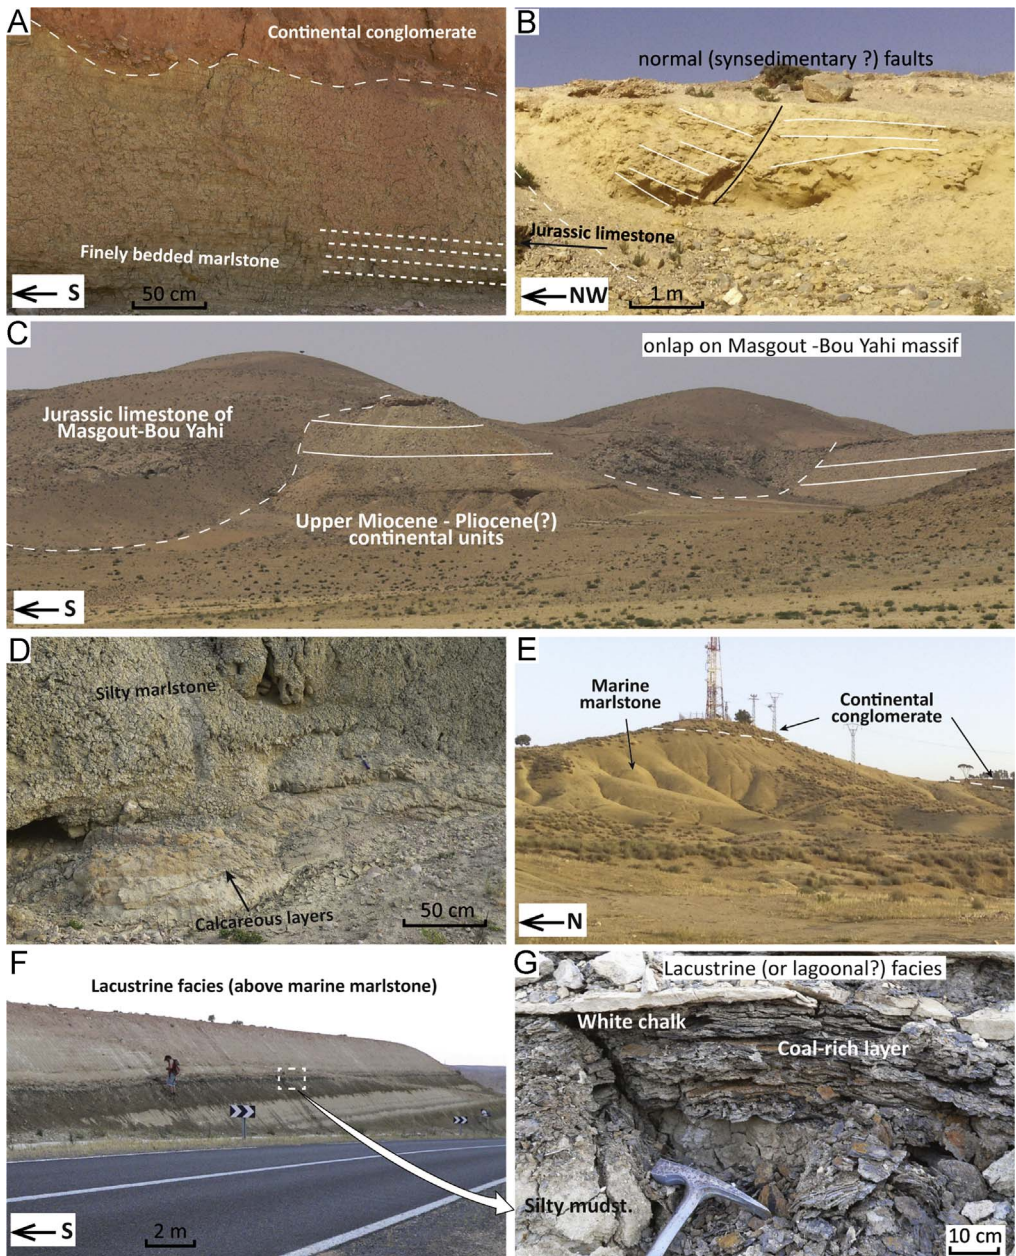 A
Continental conglomerate
Finely bedded marlstone
S
50 cm
B
normal (synsedimentary ?) faults
Jurassic limestone
NW
1 m
C
onlap on Masgout -Bou Yahi massif
Jurassic limestone of
Masgout-Bou Yahi
Upper Miocene - Pliocene(?)
continental units
S
D
Silty marlstone
Calcareous layers
50 cm
E
Marine
marlstone
Continental
conglomerate
N
F
Lacustrine facies (above marine marlstone)
S
2 m
G
Lacustrine (or lagoonal?) facies
White chalk
Coal-rich layer
Silty mudst.
10 cm